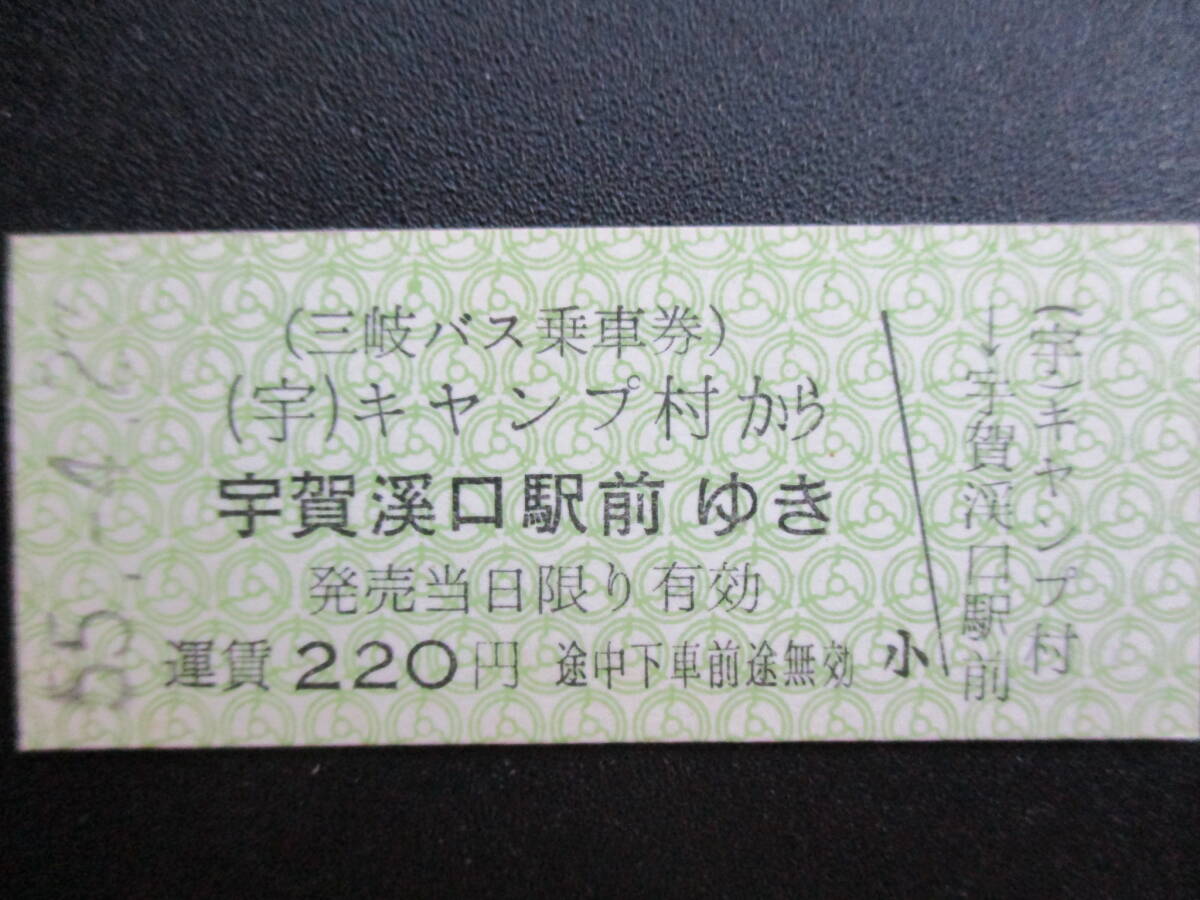 (三岐バス乗車券)
(宇)キャンプ村から
宇賀溪口駅前 ゆき
発売当日限り有効
運賃 220円 途中下車前途無効 小
(宇)キャンプ村
→宇賀渓口駅前
55.-4.